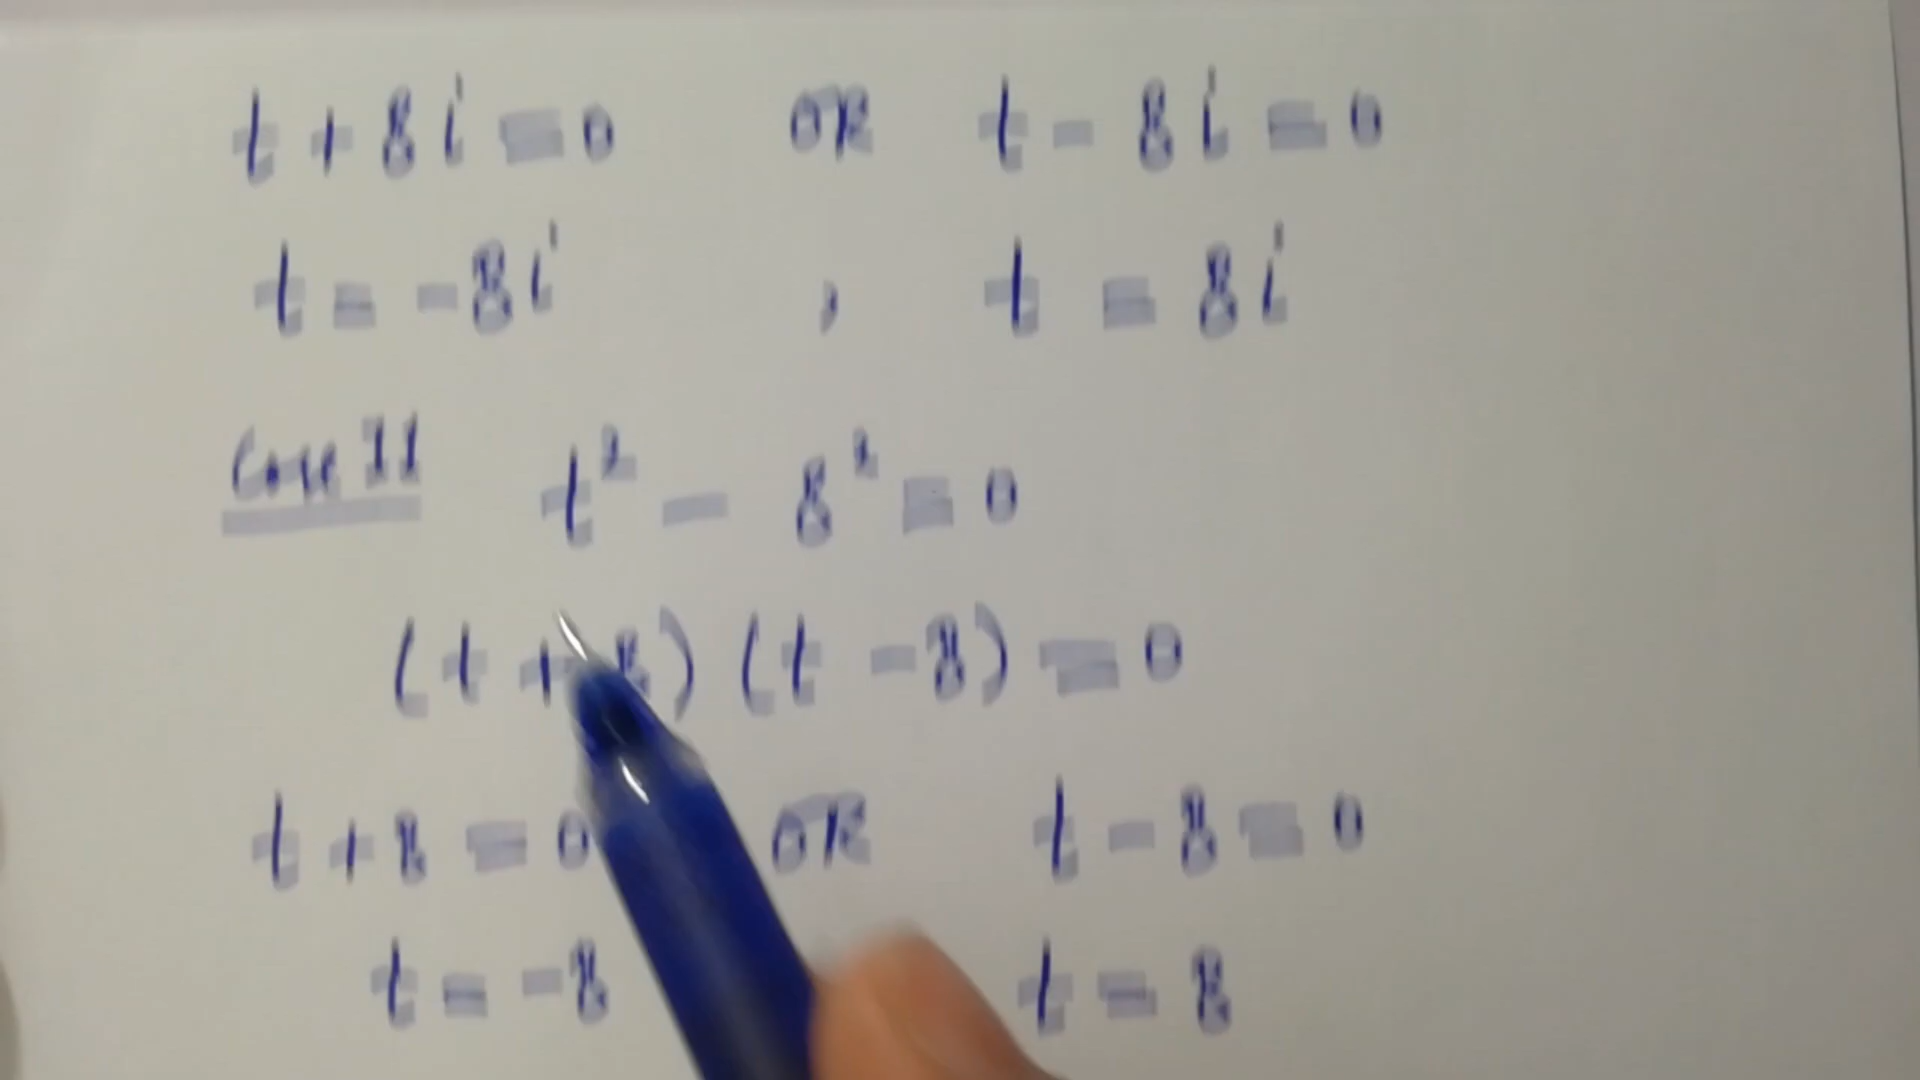 t + 8i = 0 OR t - 8i = 0
t = -8i , t = 8i
Case II t² - 8² = 0
(t + 8) (t - 8) = 0
t + 8 = 0 OR t - 8 = 0
t = -8 t = 8